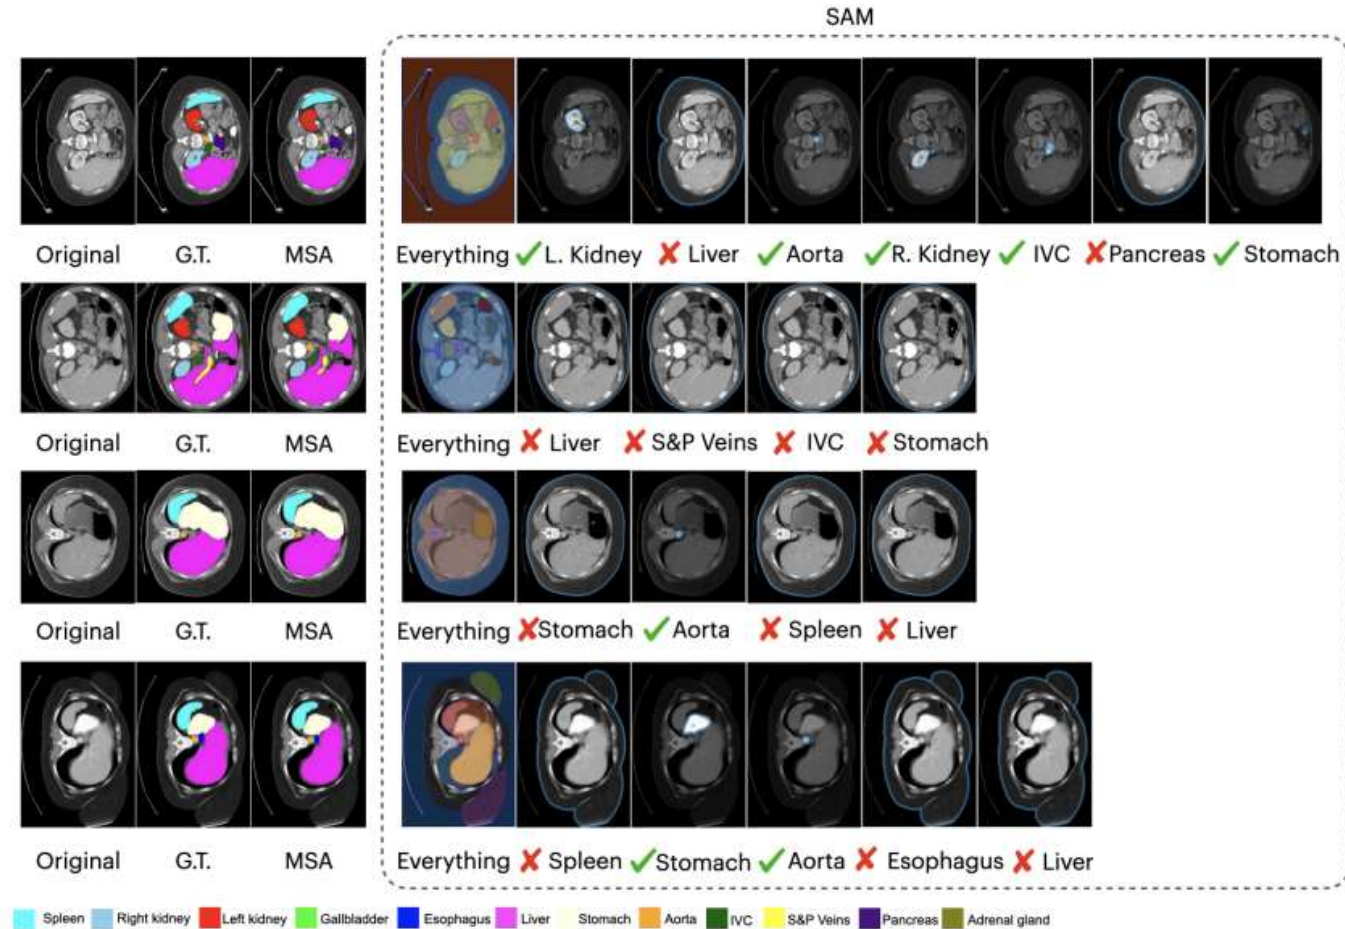 SAM
Original G.T. MSA Everything ✓ L. Kidney ✗ Liver ✓ Aorta ✓ R. Kidney ✓ IVC ✗ Pancreas ✓ Stomach
Original G.T. MSA Everything ✗ Liver ✗ S&P Veins ✗ IVC ✗ Stomach
Original G.T. MSA Everything ✗ Stomach ✓ Aorta ✗ Spleen ✗ Liver
Original G.T. MSA Everything ✗ Spleen ✓ Stomach ✓ Aorta ✗ Esophagus ✗ Liver
Spleen Right kidney Left kidney Gallbladder Esophagus Liver Stomach Aorta IVC S&P Veins Pancreas Adrenal gland